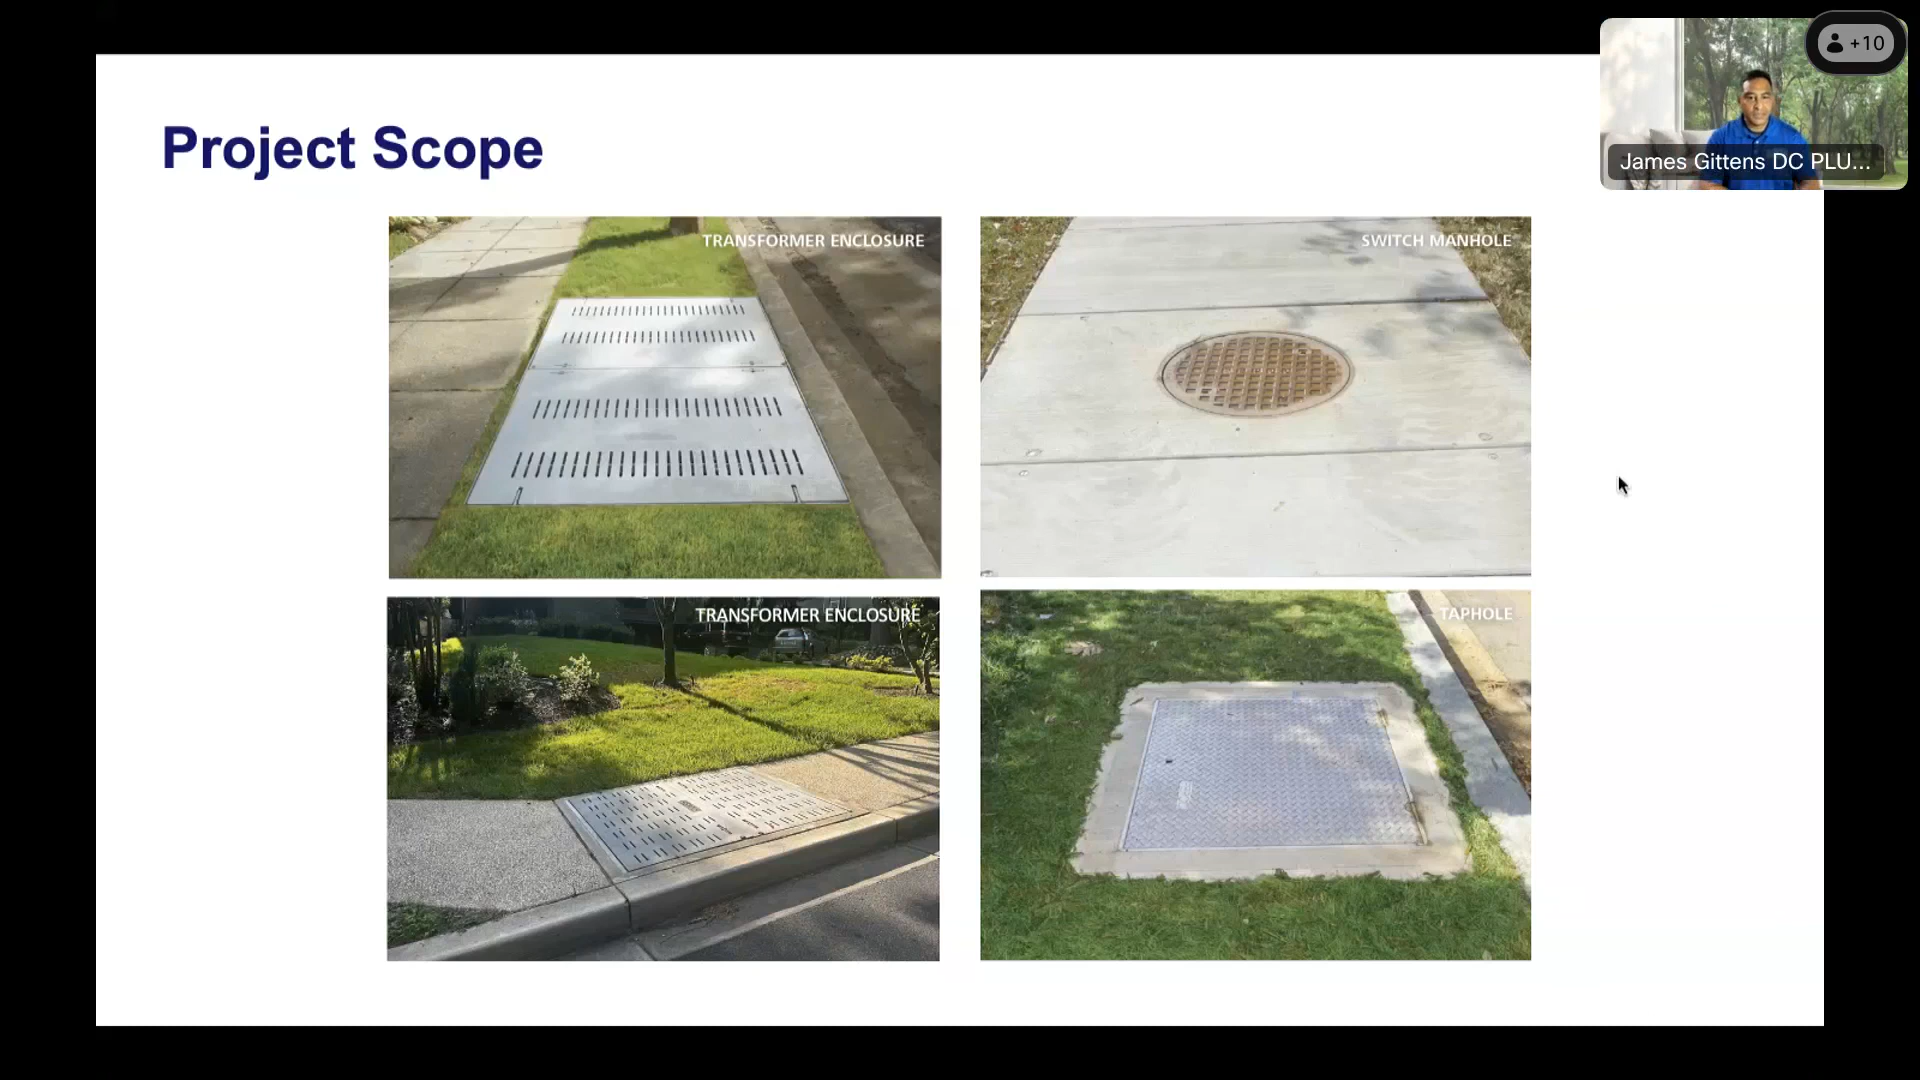 +10
James Gittens DC PLU...
Project Scope
TRANSFORMER ENCLOSURE
SWITCH MANHOLE
TRANSFORMER ENCLOSURE
TAPHOLE